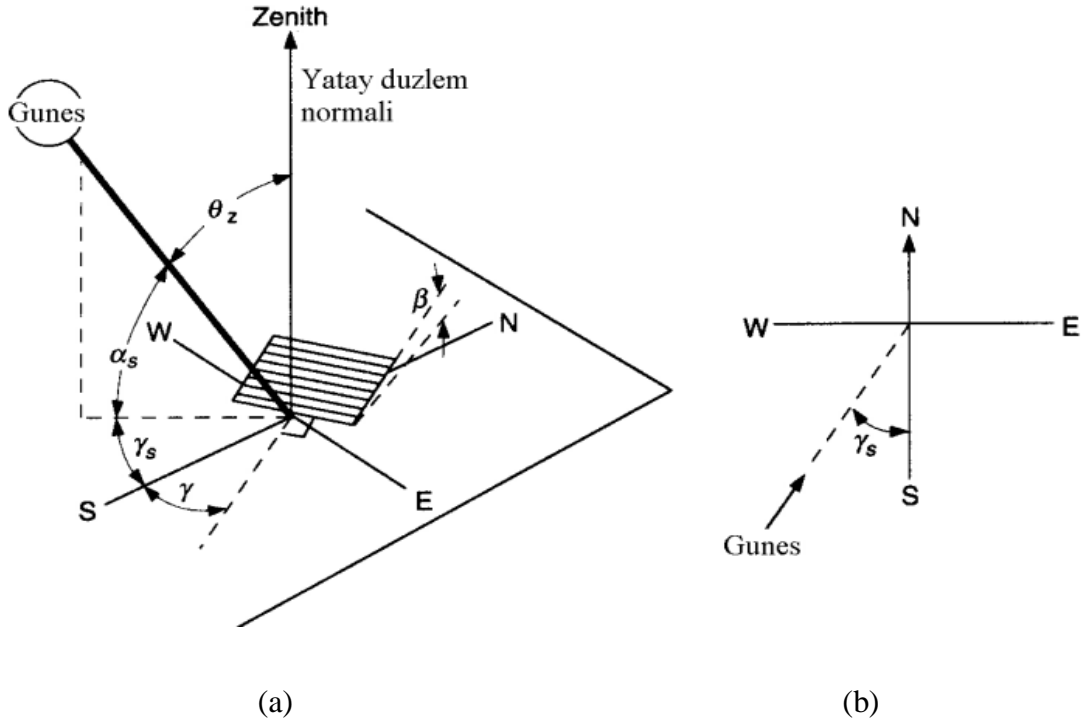 Zenith
Yatay duzlem
normali
Gunes
θz
αs
W
β
N
γs
S
γ
E
N
W
E
γs
S
Gunes
(a)
(b)